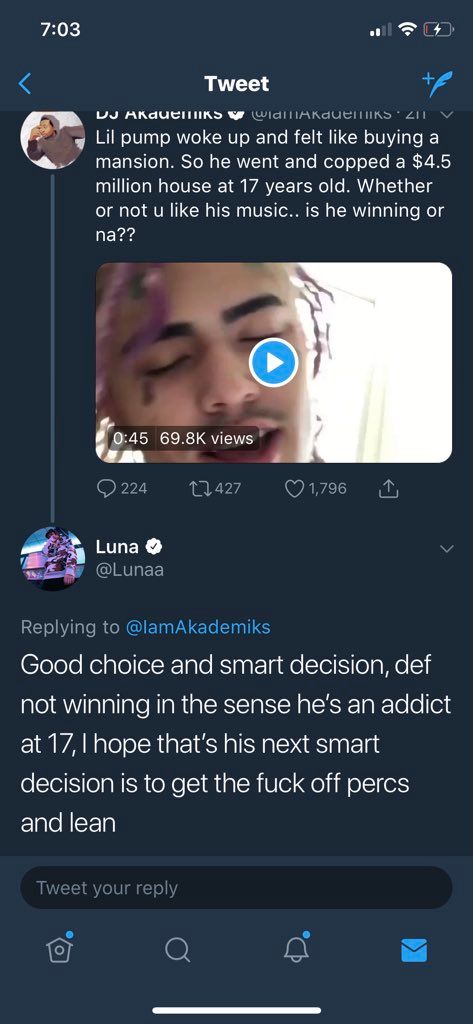 7:03
Tweet
DJ Akademiks @IamAkademiks · 2h
Lil pump woke up and felt like buying a
mansion. So he went and copped a $4.5
million house at 17 years old. Whether
or not u like his music.. is he winning or
na??
0:45 69.8K views
224 427 1,796
Luna
@Lunaa
Replying to @IamAkademiks
Good choice and smart decision, def
not winning in the sense he's an addict
at 17, I hope that's his next smart
decision is to get the fuck off percs
and lean
Tweet your reply